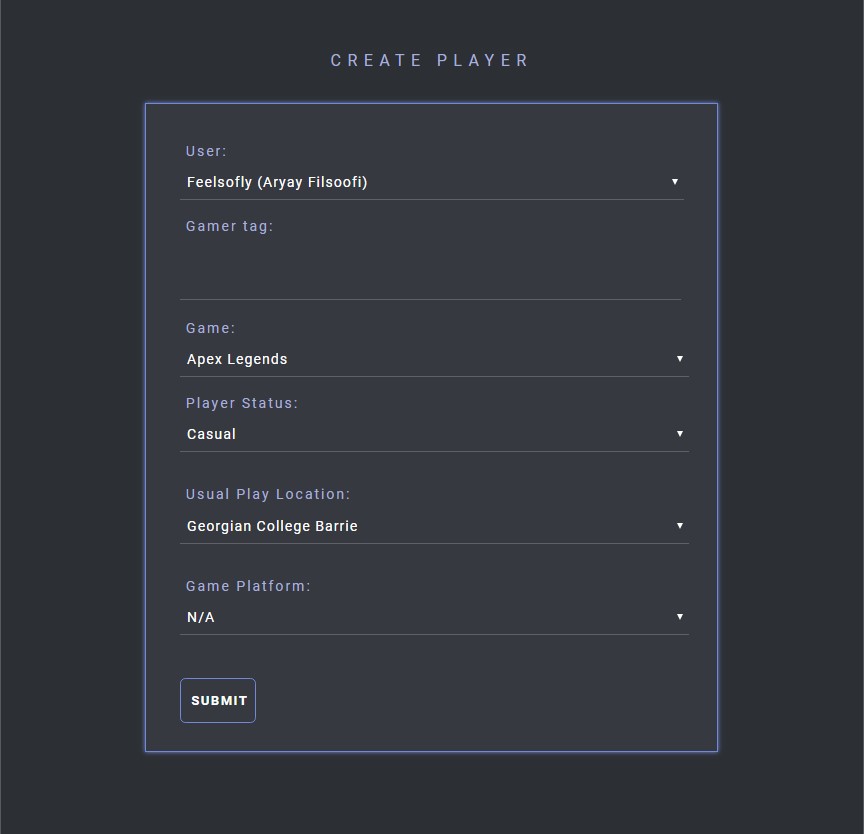 CREATE PLAYER
User:
Feelsofly (Aryay Filsoofi)
Gamer tag:
Game:
Apex Legends
Player Status:
Casual
Usual Play Location:
Georgian College Barrie
Game Platform:
N/A
SUBMIT